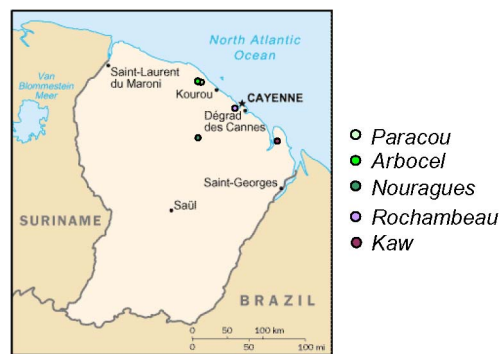 North Atlantic
Ocean
Van
Blommestein
Meer
Saint-Laurent
du Maroni
Kourou
CAYENNE
Dégrad
des Cannes
Saint-Georges
SURINAME
Saül
BRAZIL
0 50 100 km
0 50 100 mi
Paracou
Arbocel
Nouragues
Rochambeau
Kaw